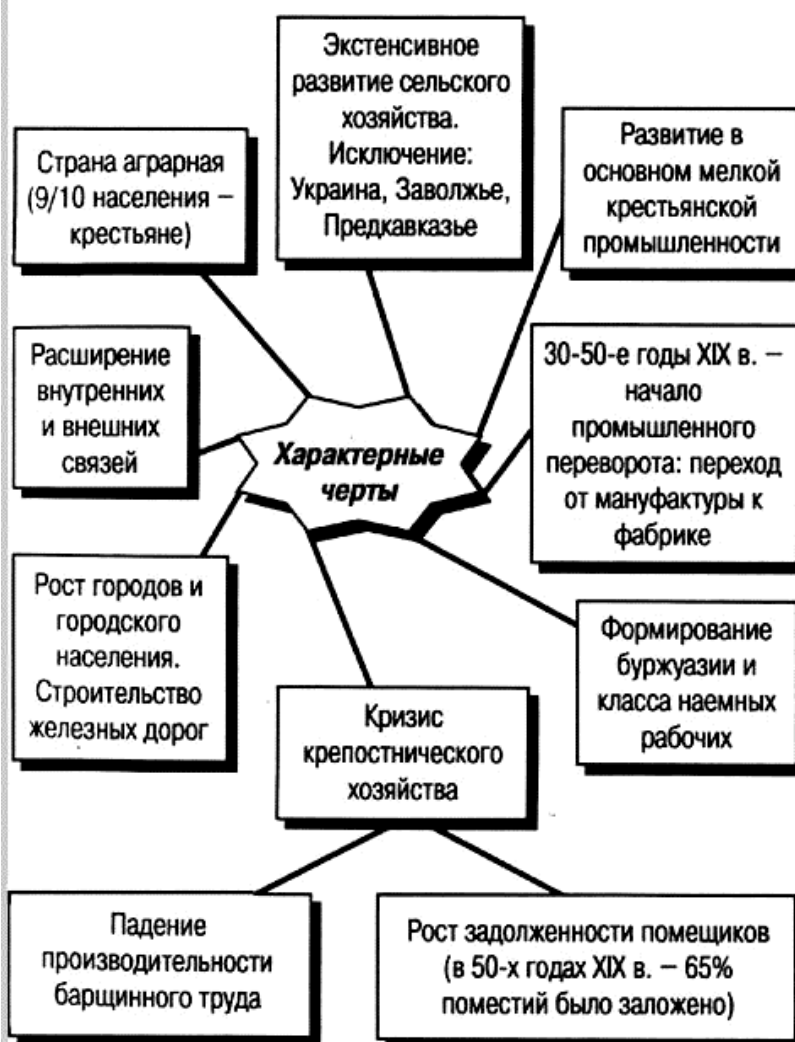 Экстенсивное
развитие сельского
хозяйства.
Исключение:
Украина, Заволжье,
Предкавказье
Страна аграрная
(9/10 населения –
крестьяне)
Развитие в
основном мелкой
крестьянской
промышленности
Расширение
внутренних
и внешних
связей
30-50-е годы XIX в. –
начало
промышленного
переворота: переход
от мануфактуры к
фабрике
Характерные
черты
Рост городов и
городского
населения.
Строительство
железных дорог
Формирование
буржуазии и
класса наемных
рабочих
Кризис
крепостнического
хозяйства
Падение
производительности
барщинного труда
Рост задолженности помещиков
(в 50-х годах XIX в. – 65%
поместий было заложено)